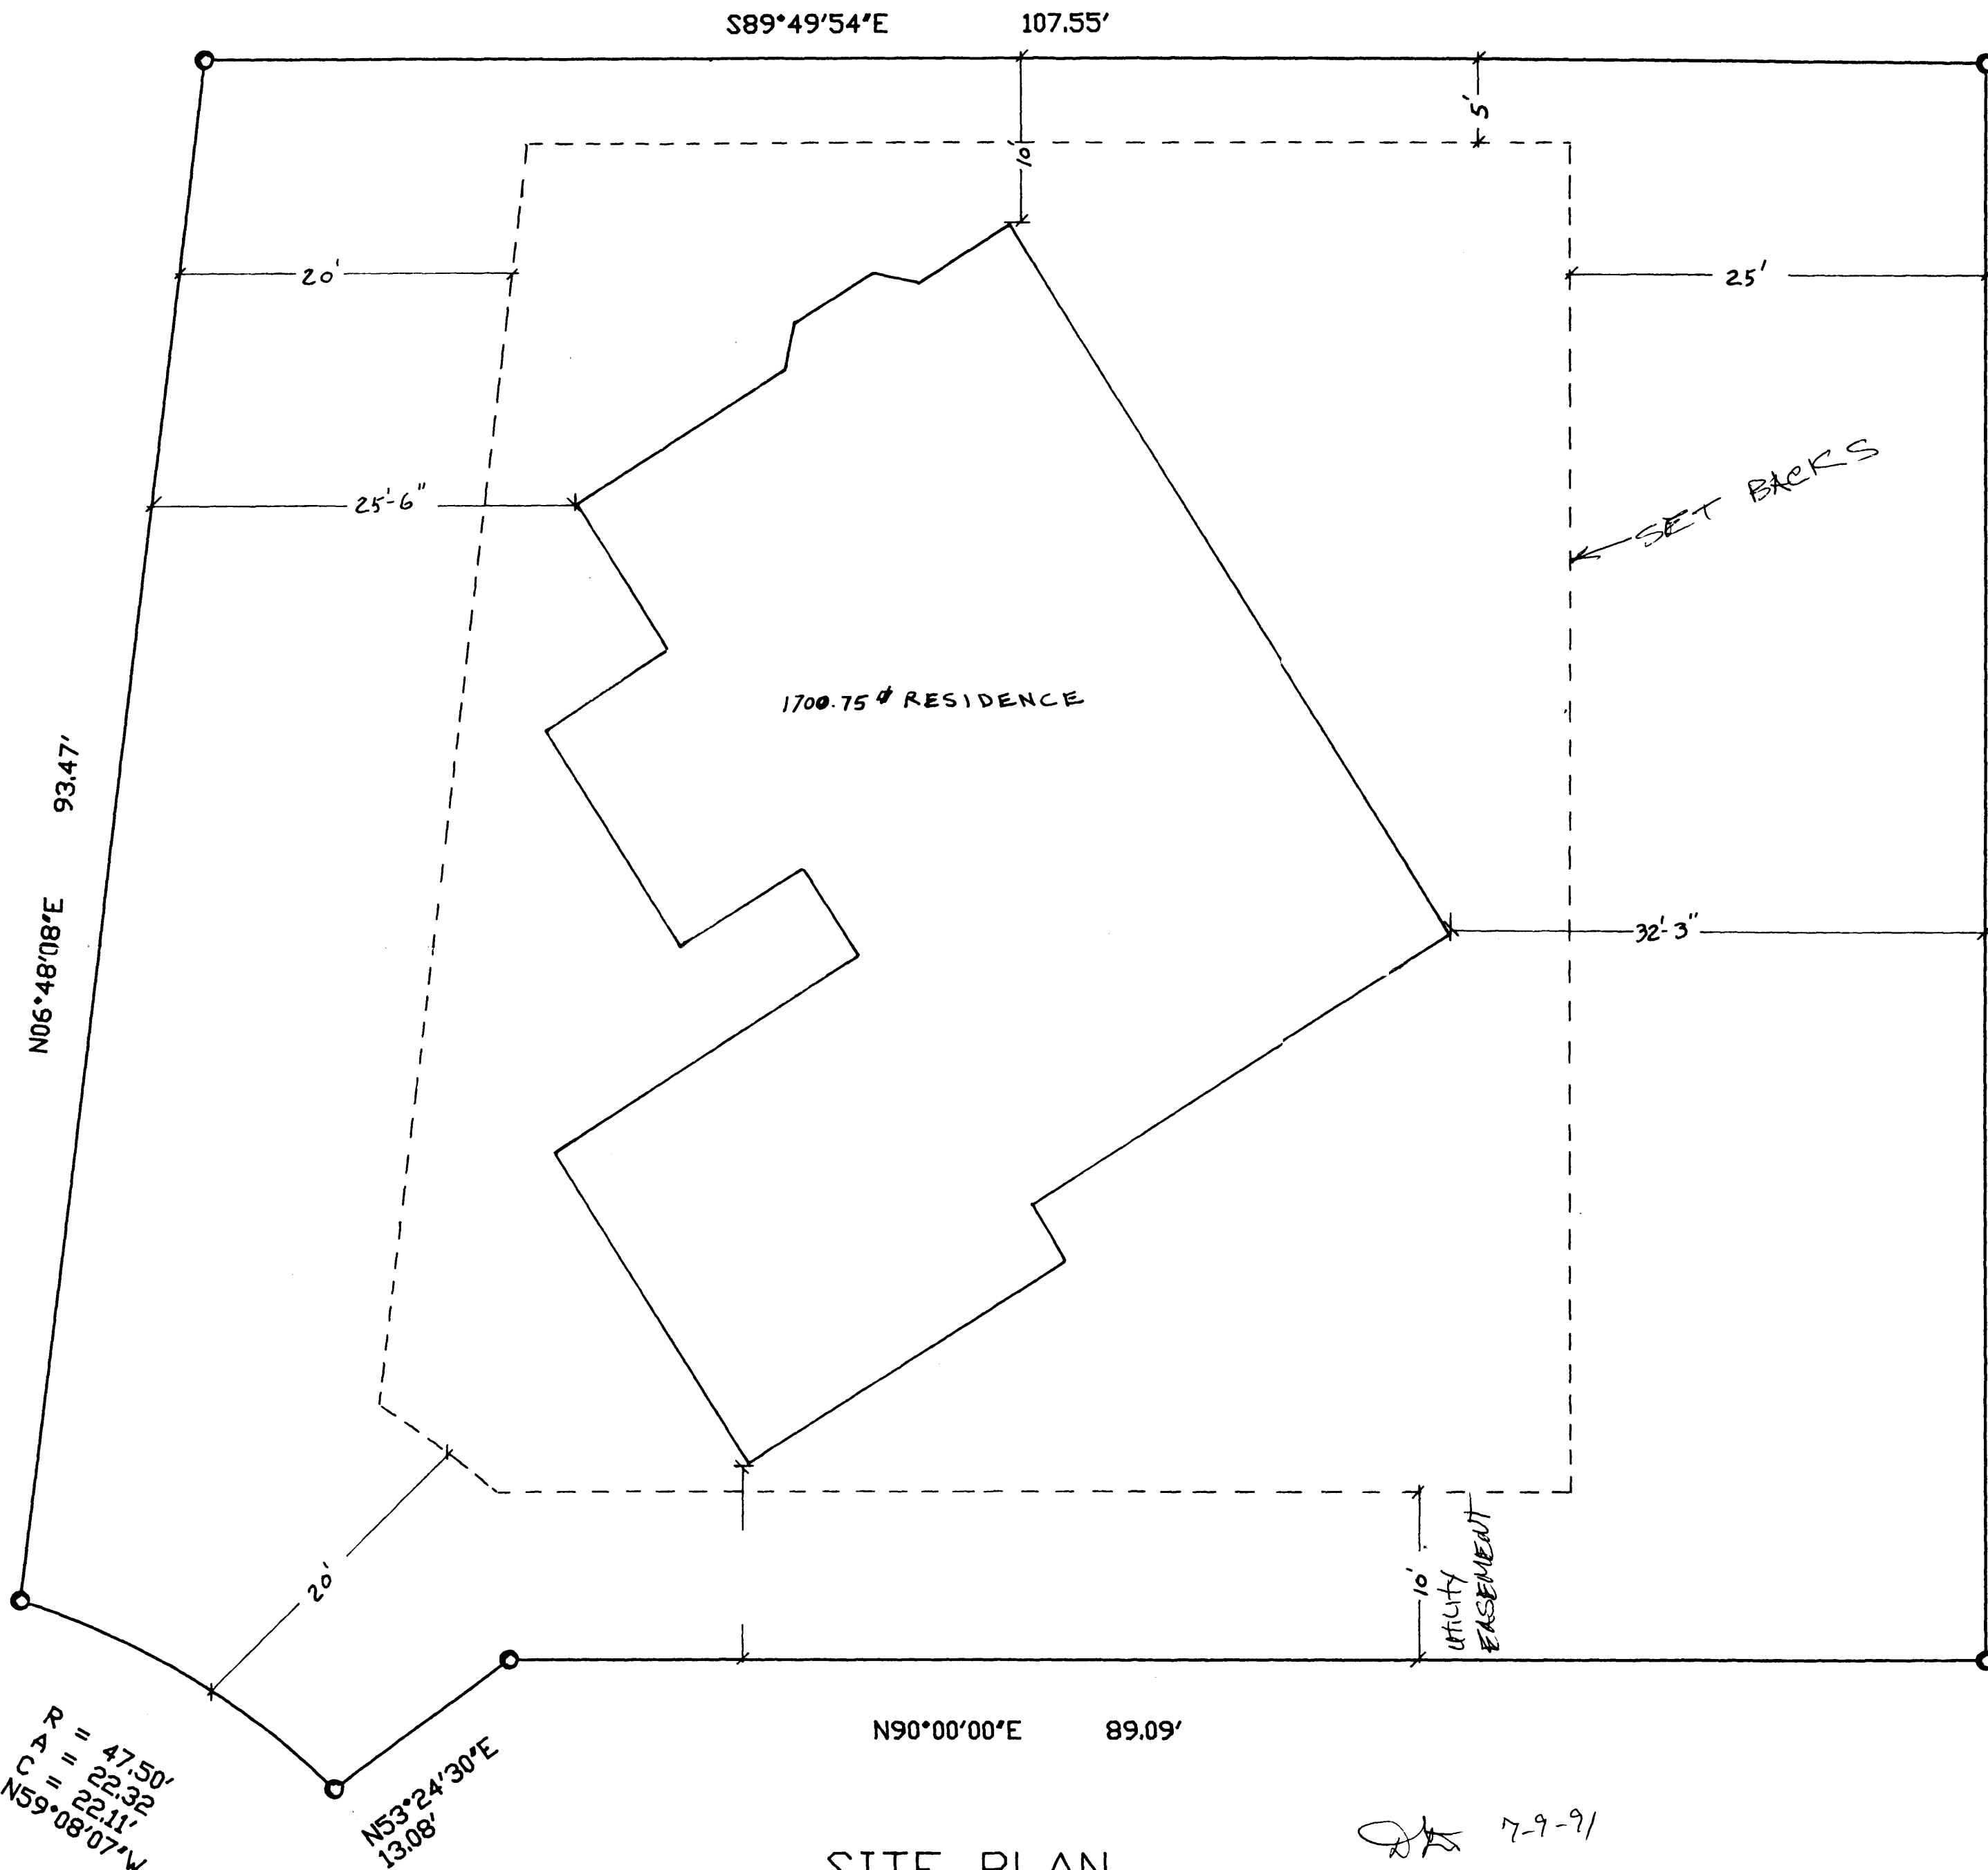 S89°49'54"E 107.55'
5'
10'
20'
25'
SET BACKS
25'-6"
1700.75 RESIDENCE
93.47'
N06°48'08"E
32'-3"
20'
10'
UTILITY
EASEMENT
N90°00'00"E 89.09'
R = 47.50'
A = 22.32
C = 22.11'
N59°08'07"W
N53°24'30"E
13.08'
7-9-91
SITE PLAN